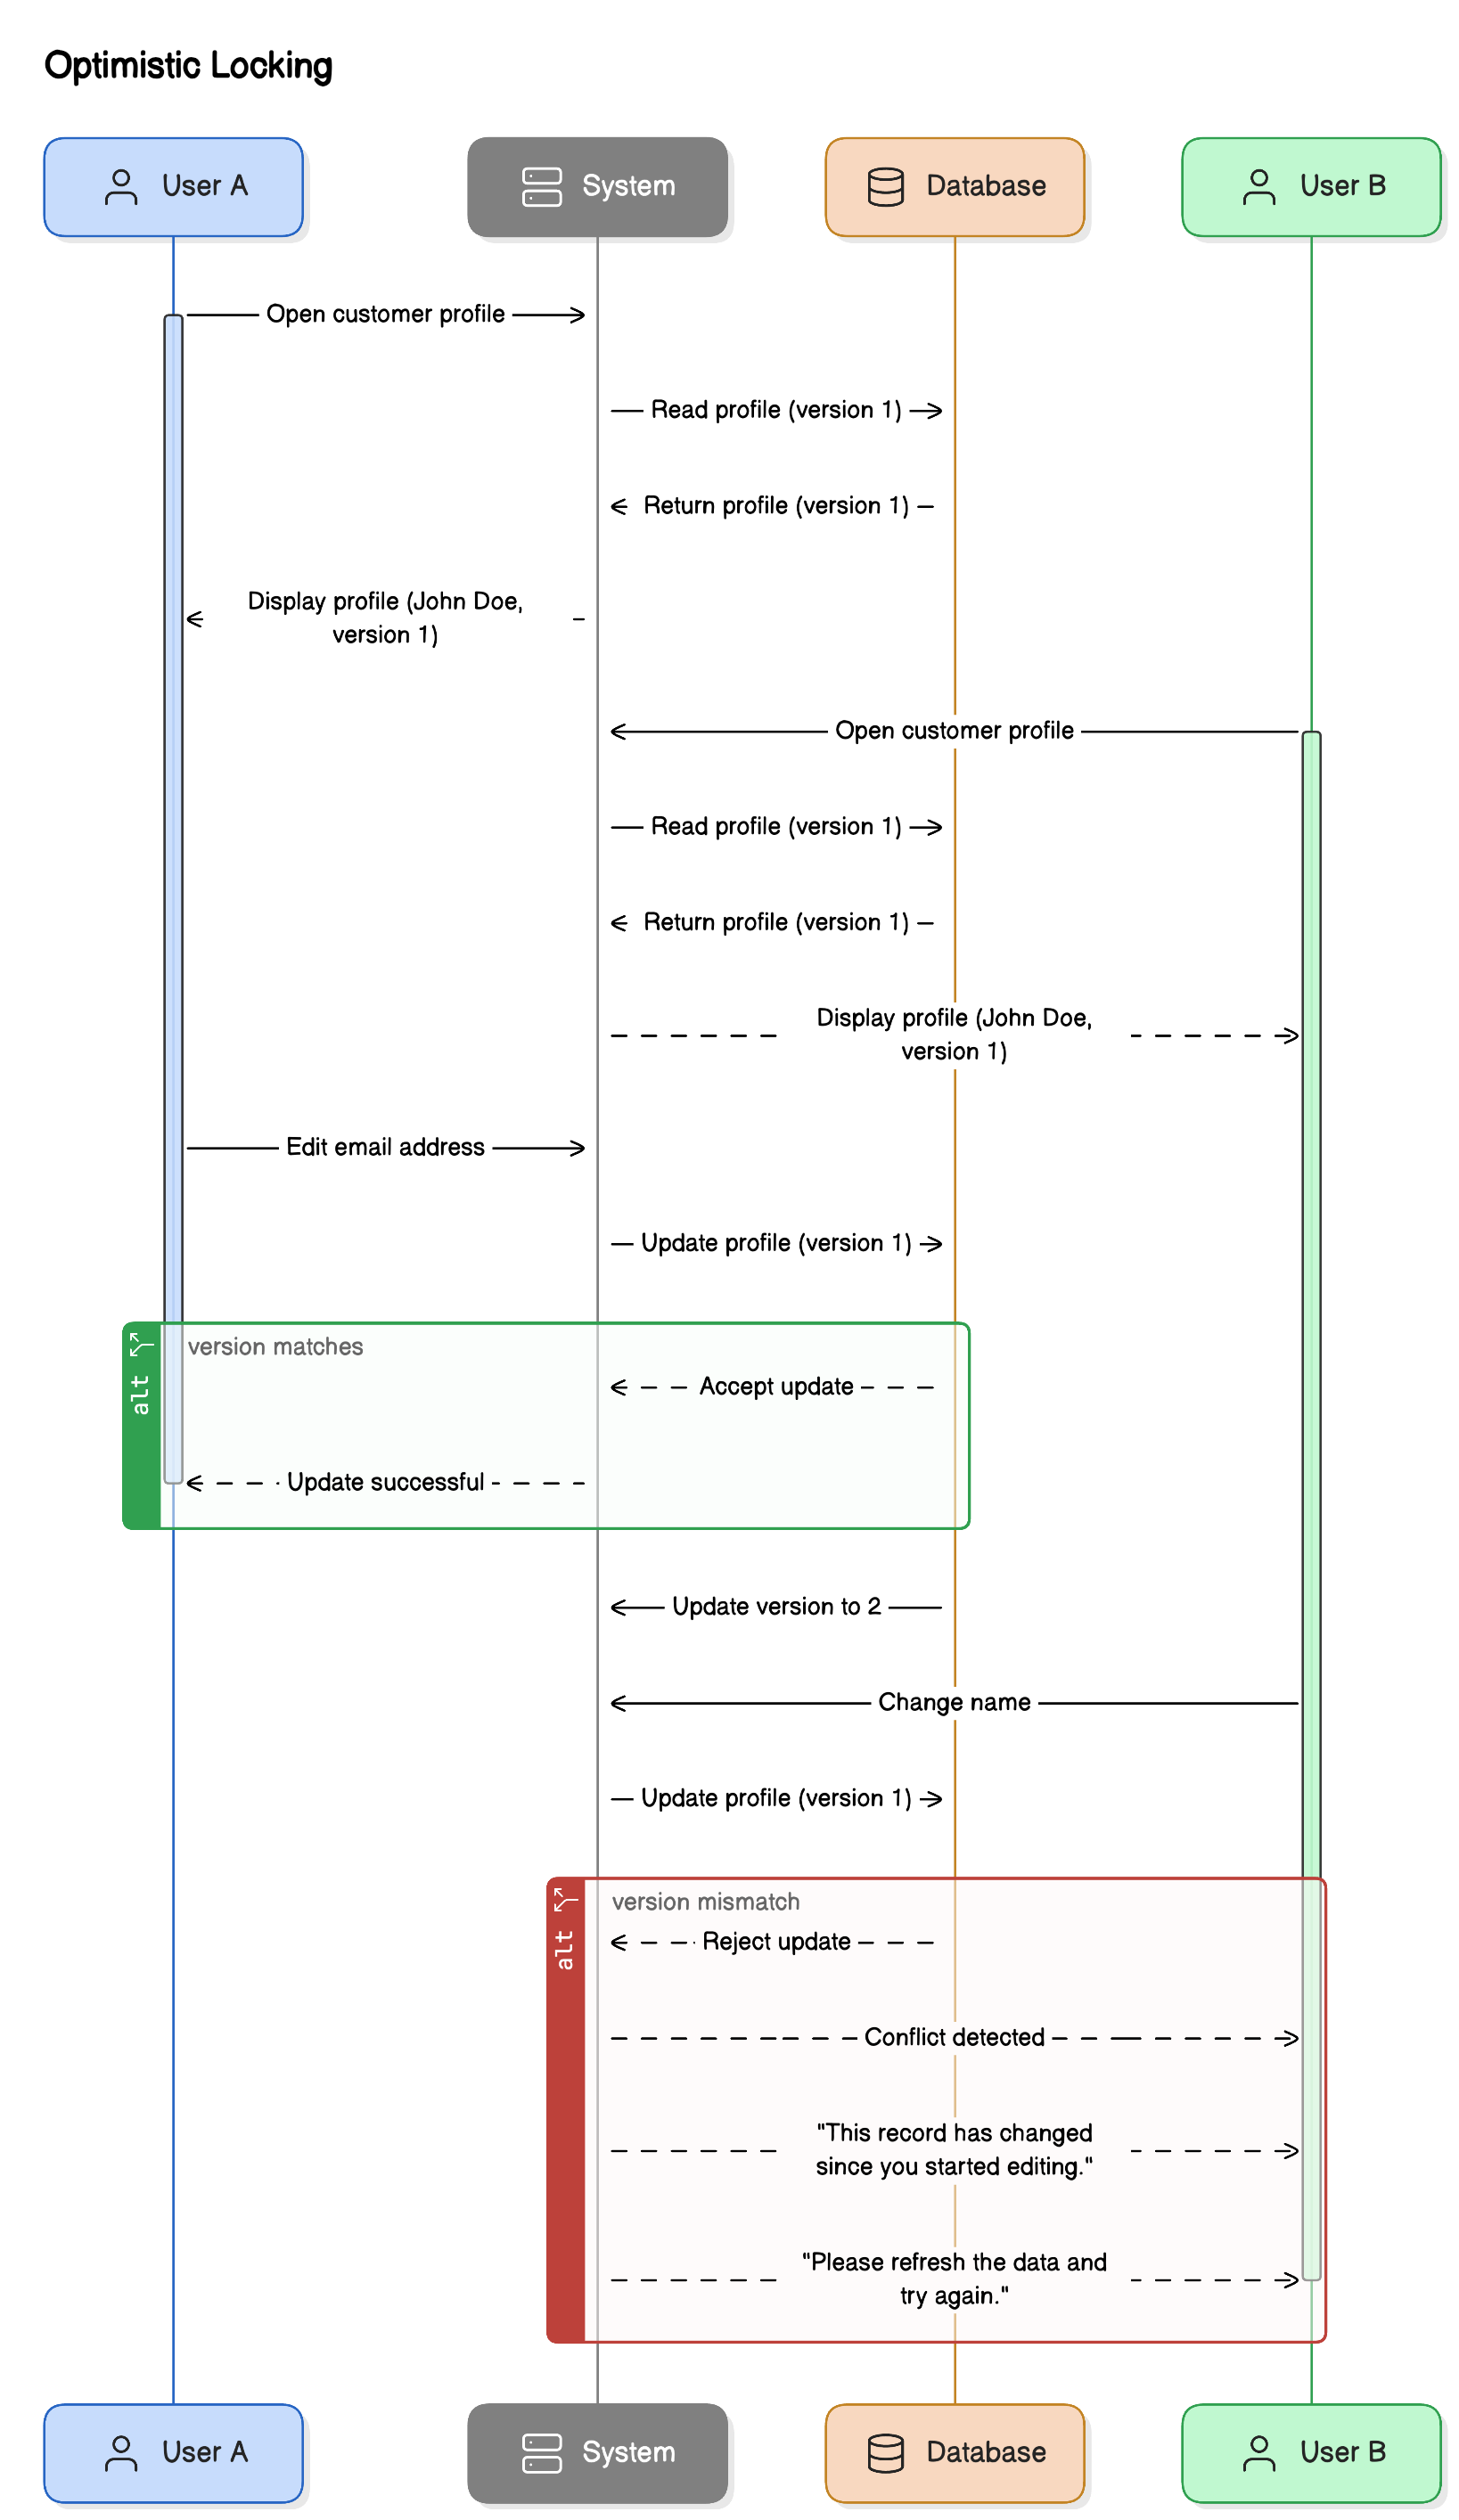 Optimistic Locking
User A
System
Database
User B
Open customer profile
Read profile (version 1)
Return profile (version 1)
Display profile (John Doe,
version 1)
Open customer profile
Read profile (version 1)
Return profile (version 1)
Display profile (John Doe,
version 1)
Edit email address
Update profile (version 1)
alt
version matches
Accept update
Update successful
Update version to 2
Change name
Update profile (version 1)
alt
version mismatch
Reject update
Conflict detected
"This record has changed
since you started editing."
"Please refresh the data and
try again."
User A
System
Database
User B